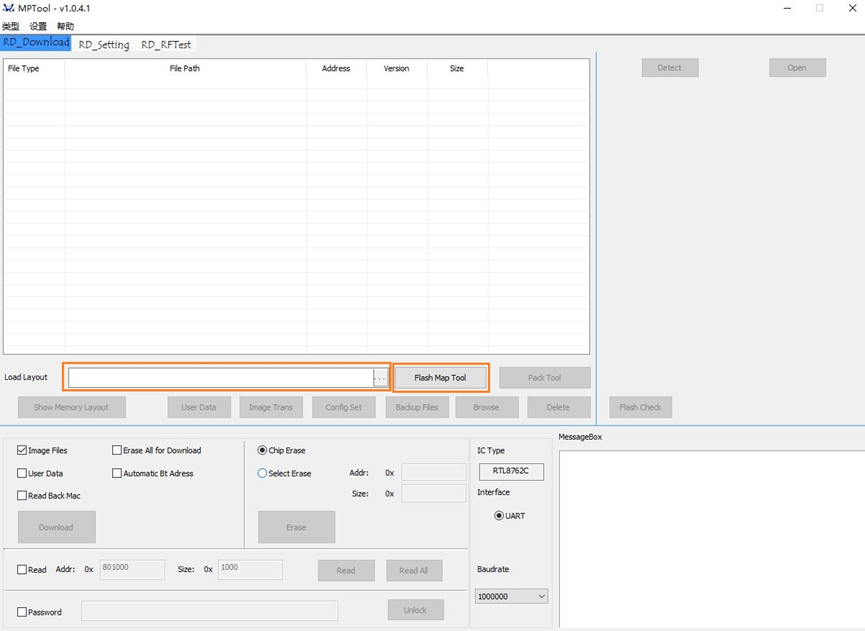 MPTool - v1.0.4.1
类型 设置 帮助
RD_Download RD_Setting RD_RFTest
File Type File Path Address Version Size
Detect Open
Load Layout ... Flash Map Tool Pack Tool
Show Memory Layout User Data Image Trans Config Set Backup Files Browse Delete Flash Check
MessageBox
Image Files Erase All for Download Chip Erase IC Type
User Data Automatic Bt Adress Select Erase Addr: 0x RTL8762C
Read Back Mac Size: 0x Interface
UART
Download Erase
Read Addr: 0x 801000 Size: 0x 1000 Read Read All Baudrate
1000000
Password Unlock